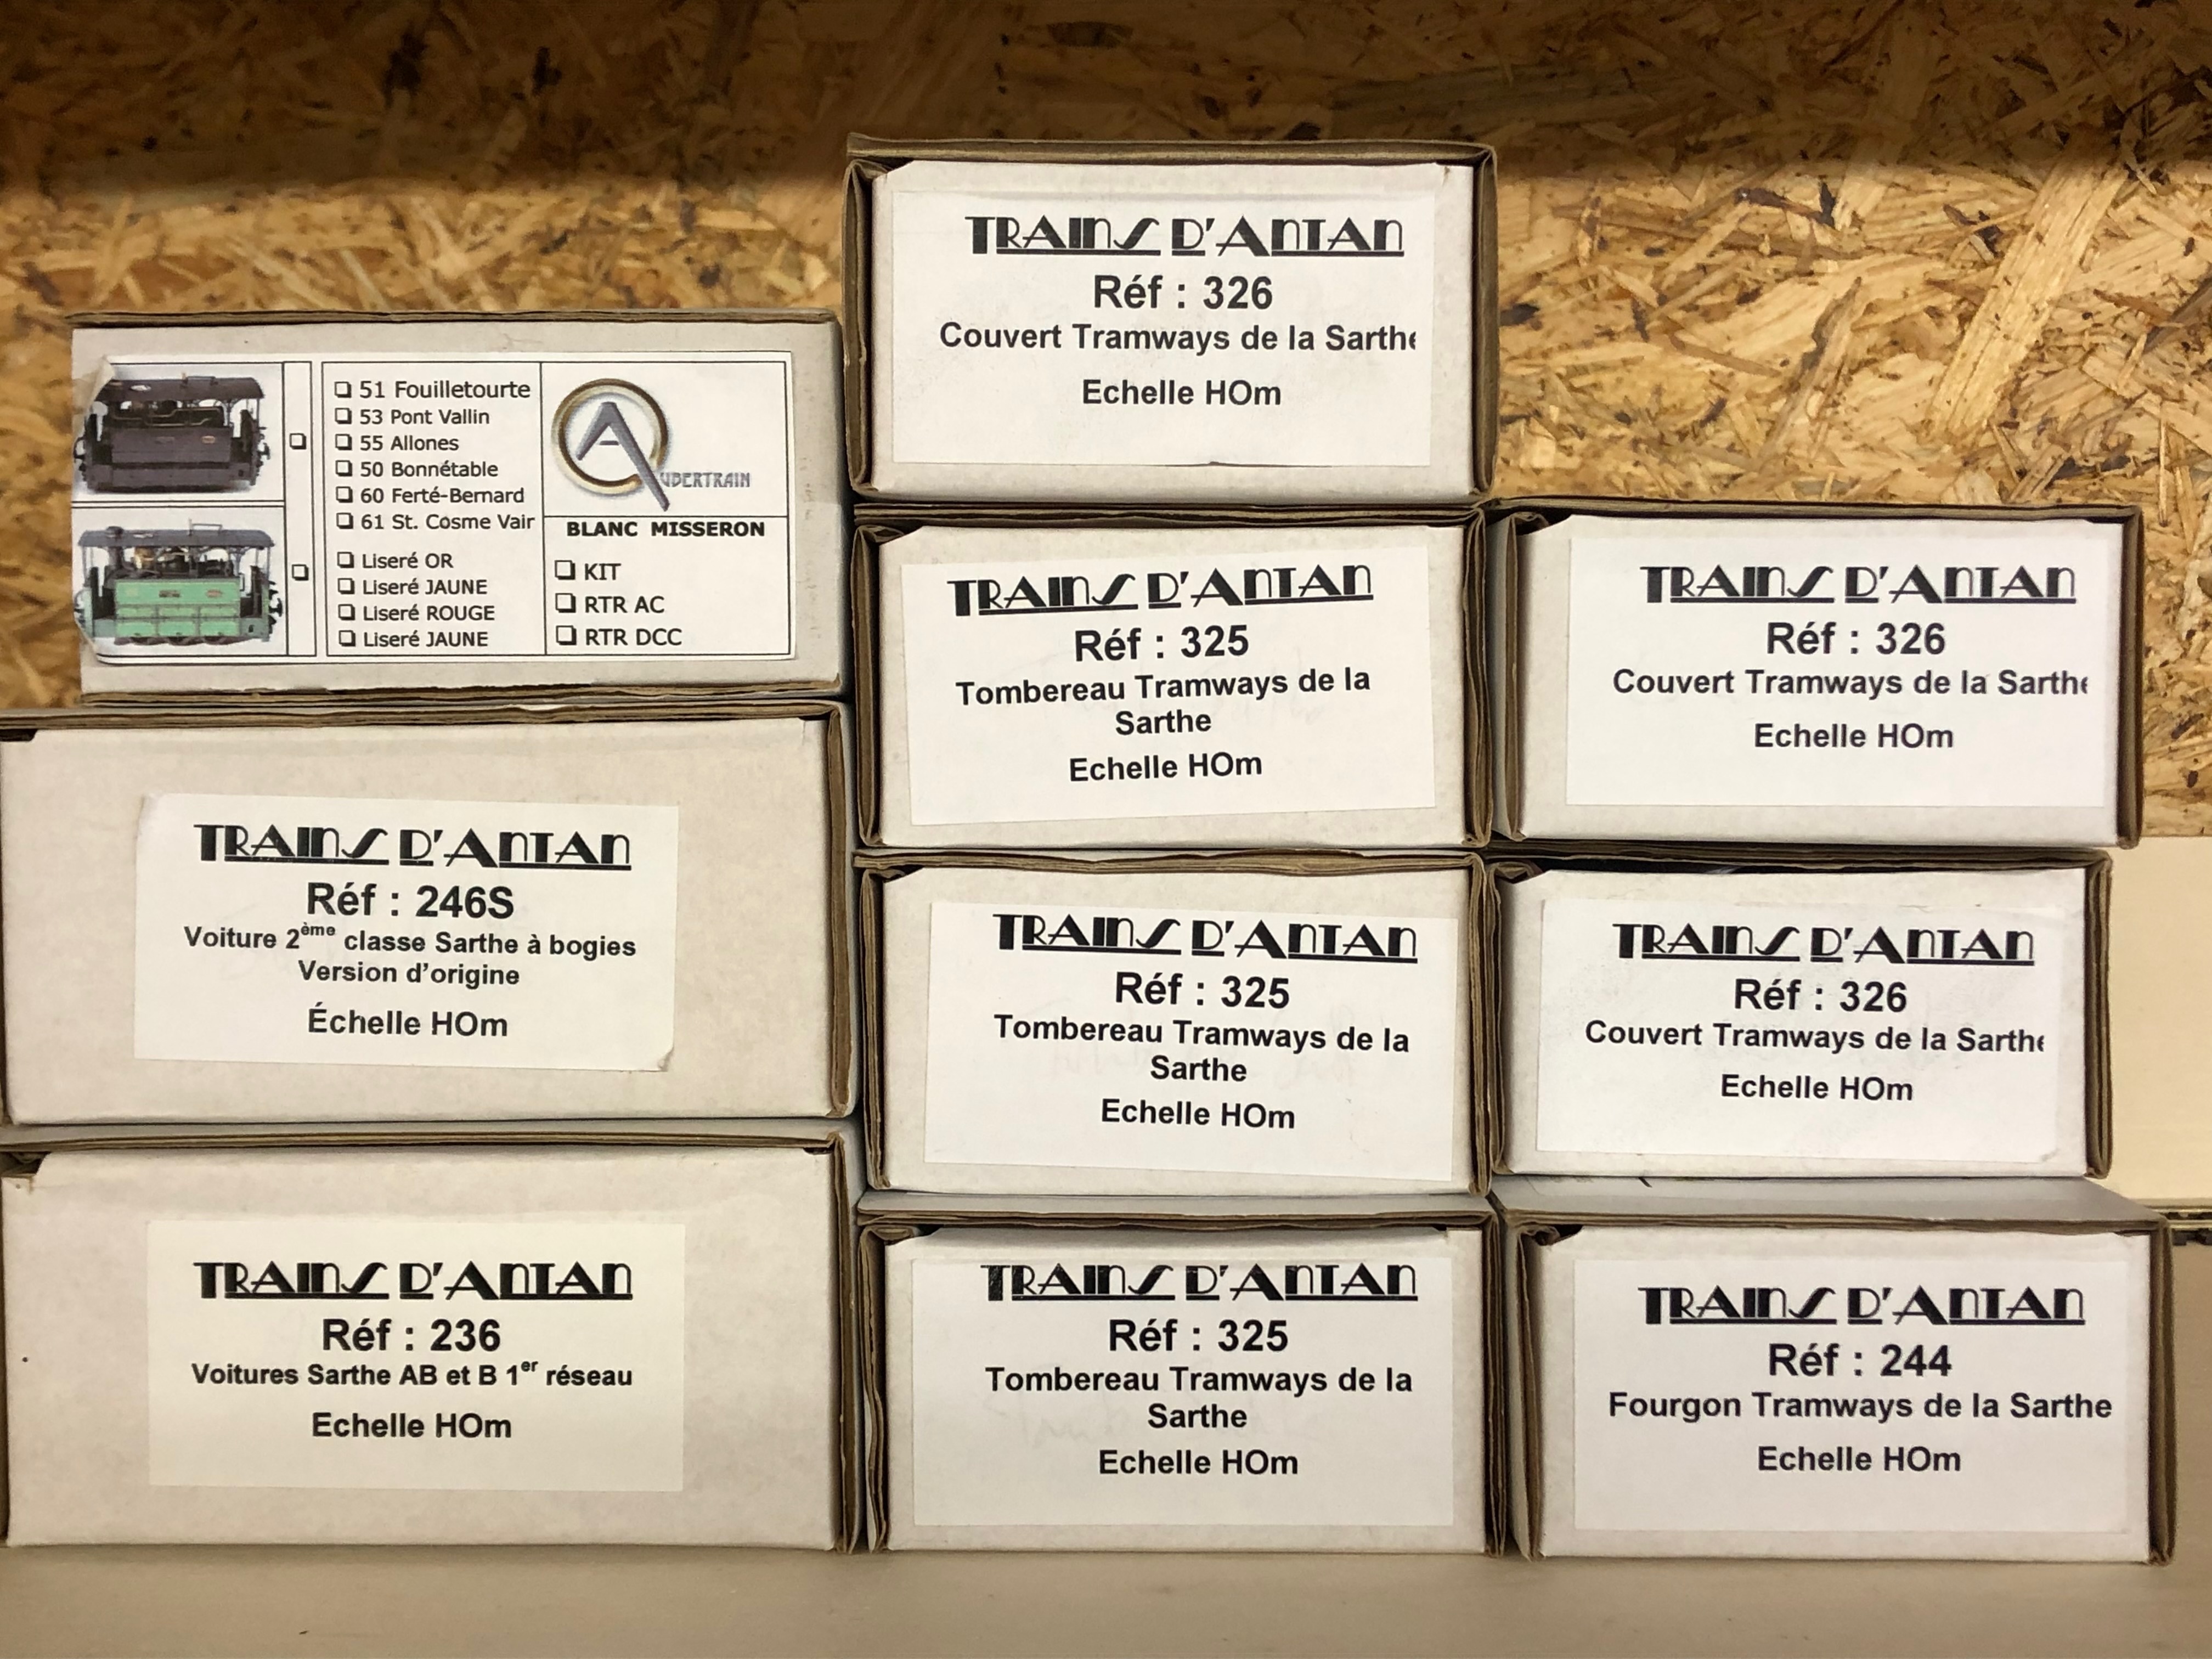 51 Fouilletourte
53 Pont Vallin
55 Allones
50 Bonnétable
60 Ferté-Bernard
61 St. Cosme Vair
Liseré OR
Liseré JAUNE
Liseré ROUGE
Liseré JAUNE
AUBERTRAIN
BLANC MISSERON
KIT
RTR AC
RTR DCC
TRAINS D'ANTAN
Réf : 246S
Voiture 2ème classe Sarthe à bogies
Version d'origine
Échelle HOm
TRAINS D'ANTAN
Réf : 236
Voitures Sarthe AB et B 1er réseau
Echelle HOm
TRAINS D'ANTAN
Réf : 326
Couvert Tramways de la Sarthe
Echelle HOm
TRAINS D'ANTAN
Réf : 325
Tombereau Tramways de la
Sarthe
Echelle HOm
TRAINS D'ANTAN
Réf : 325
Tombereau Tramways de la
Sarthe
Echelle HOm
TRAINS D'ANTAN
Réf : 325
Tombereau Tramways de la
Sarthe
Echelle HOm
TRAINS D'ANTAN
Réf : 326
Couvert Tramways de la Sarthe
Echelle HOm
TRAINS D'ANTAN
Réf : 326
Couvert Tramways de la Sarthe
Echelle HOm
TRAINS D'ANTAN
Réf : 244
Fourgon Tramways de la Sarthe
Echelle HOm